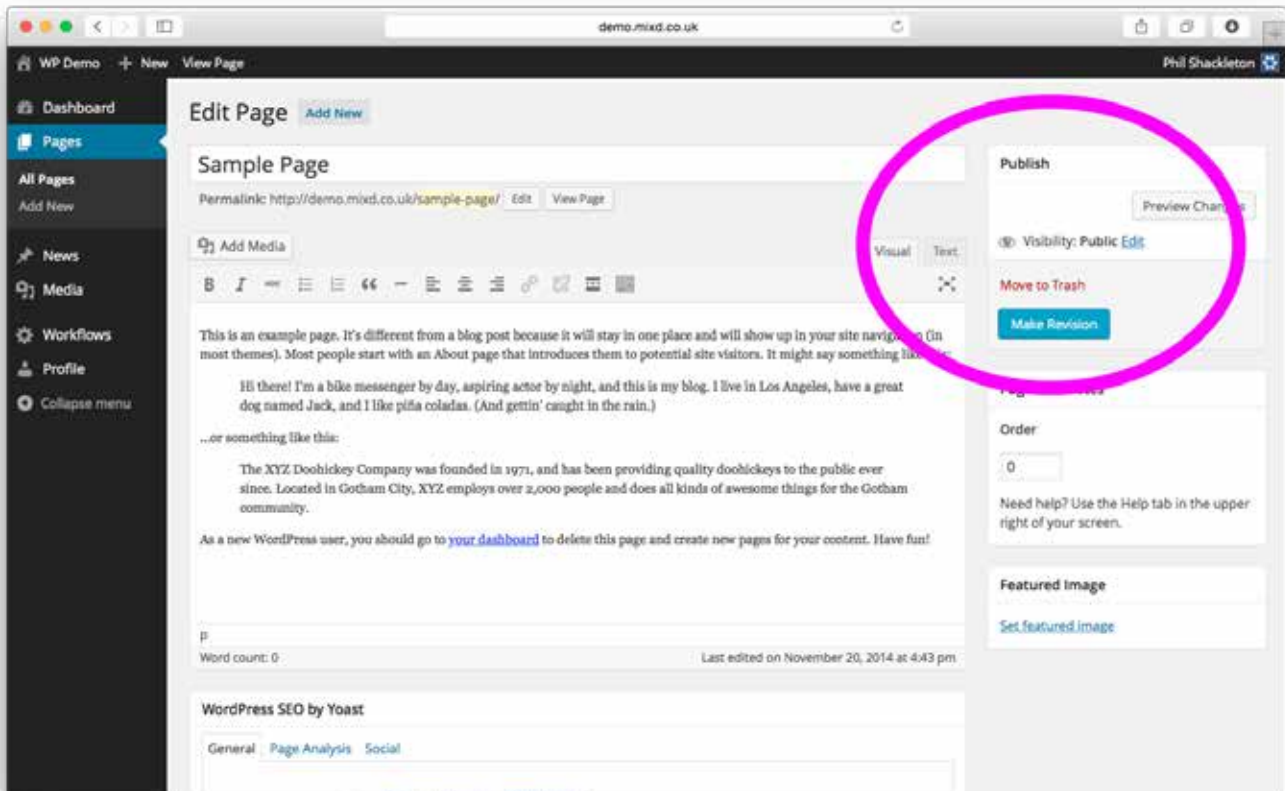 demo.mixd.co.uk
WP Demo + New View Page
Phil Shackleton
Dashboard
Pages
All Pages
Add New
News
Media
Workflows
Profile
Collapse menu
Edit Page Add New
Sample Page
Permalink: http://demo.mixd.co.uk/sample-page/ Edit View Page
Add Media
Visual Text
This is an example page. It's different from a blog post because it will stay in one place and will show up in your site (in
most themes). Most people start with an About page that introduces them to potential site visitors. It might say something
Hi there! I'm a bike messenger by day, aspiring actor by night, and this is my blog. I live in Los Angeles, have a great
dog named Jack, and I like piña coladas. (And gettin' caught in the rain.)
...or something like this:
The XYZ Doohickey Company was founded in 1971, and has been providing quality doohickeys to the public ever
since. Located in Gotham City, XYZ employs over 2,000 people and does all kinds of awesome things for the Gotham
community.
As a new WordPress user, you should go to your dashboard to delete this page and create new pages for your content. Have fun!
p
Word count: 0
Last edited on November 20, 2014 at 4:43 pm
WordPress SEO by Yoast
General Page Analysis Social
Publish
Preview Changes
Visibility: Public Edit
Move to Trash
Make Revision
Order
0
Need help? Use the Help tab in the upper
right of your screen.
Featured Image
Set featured image